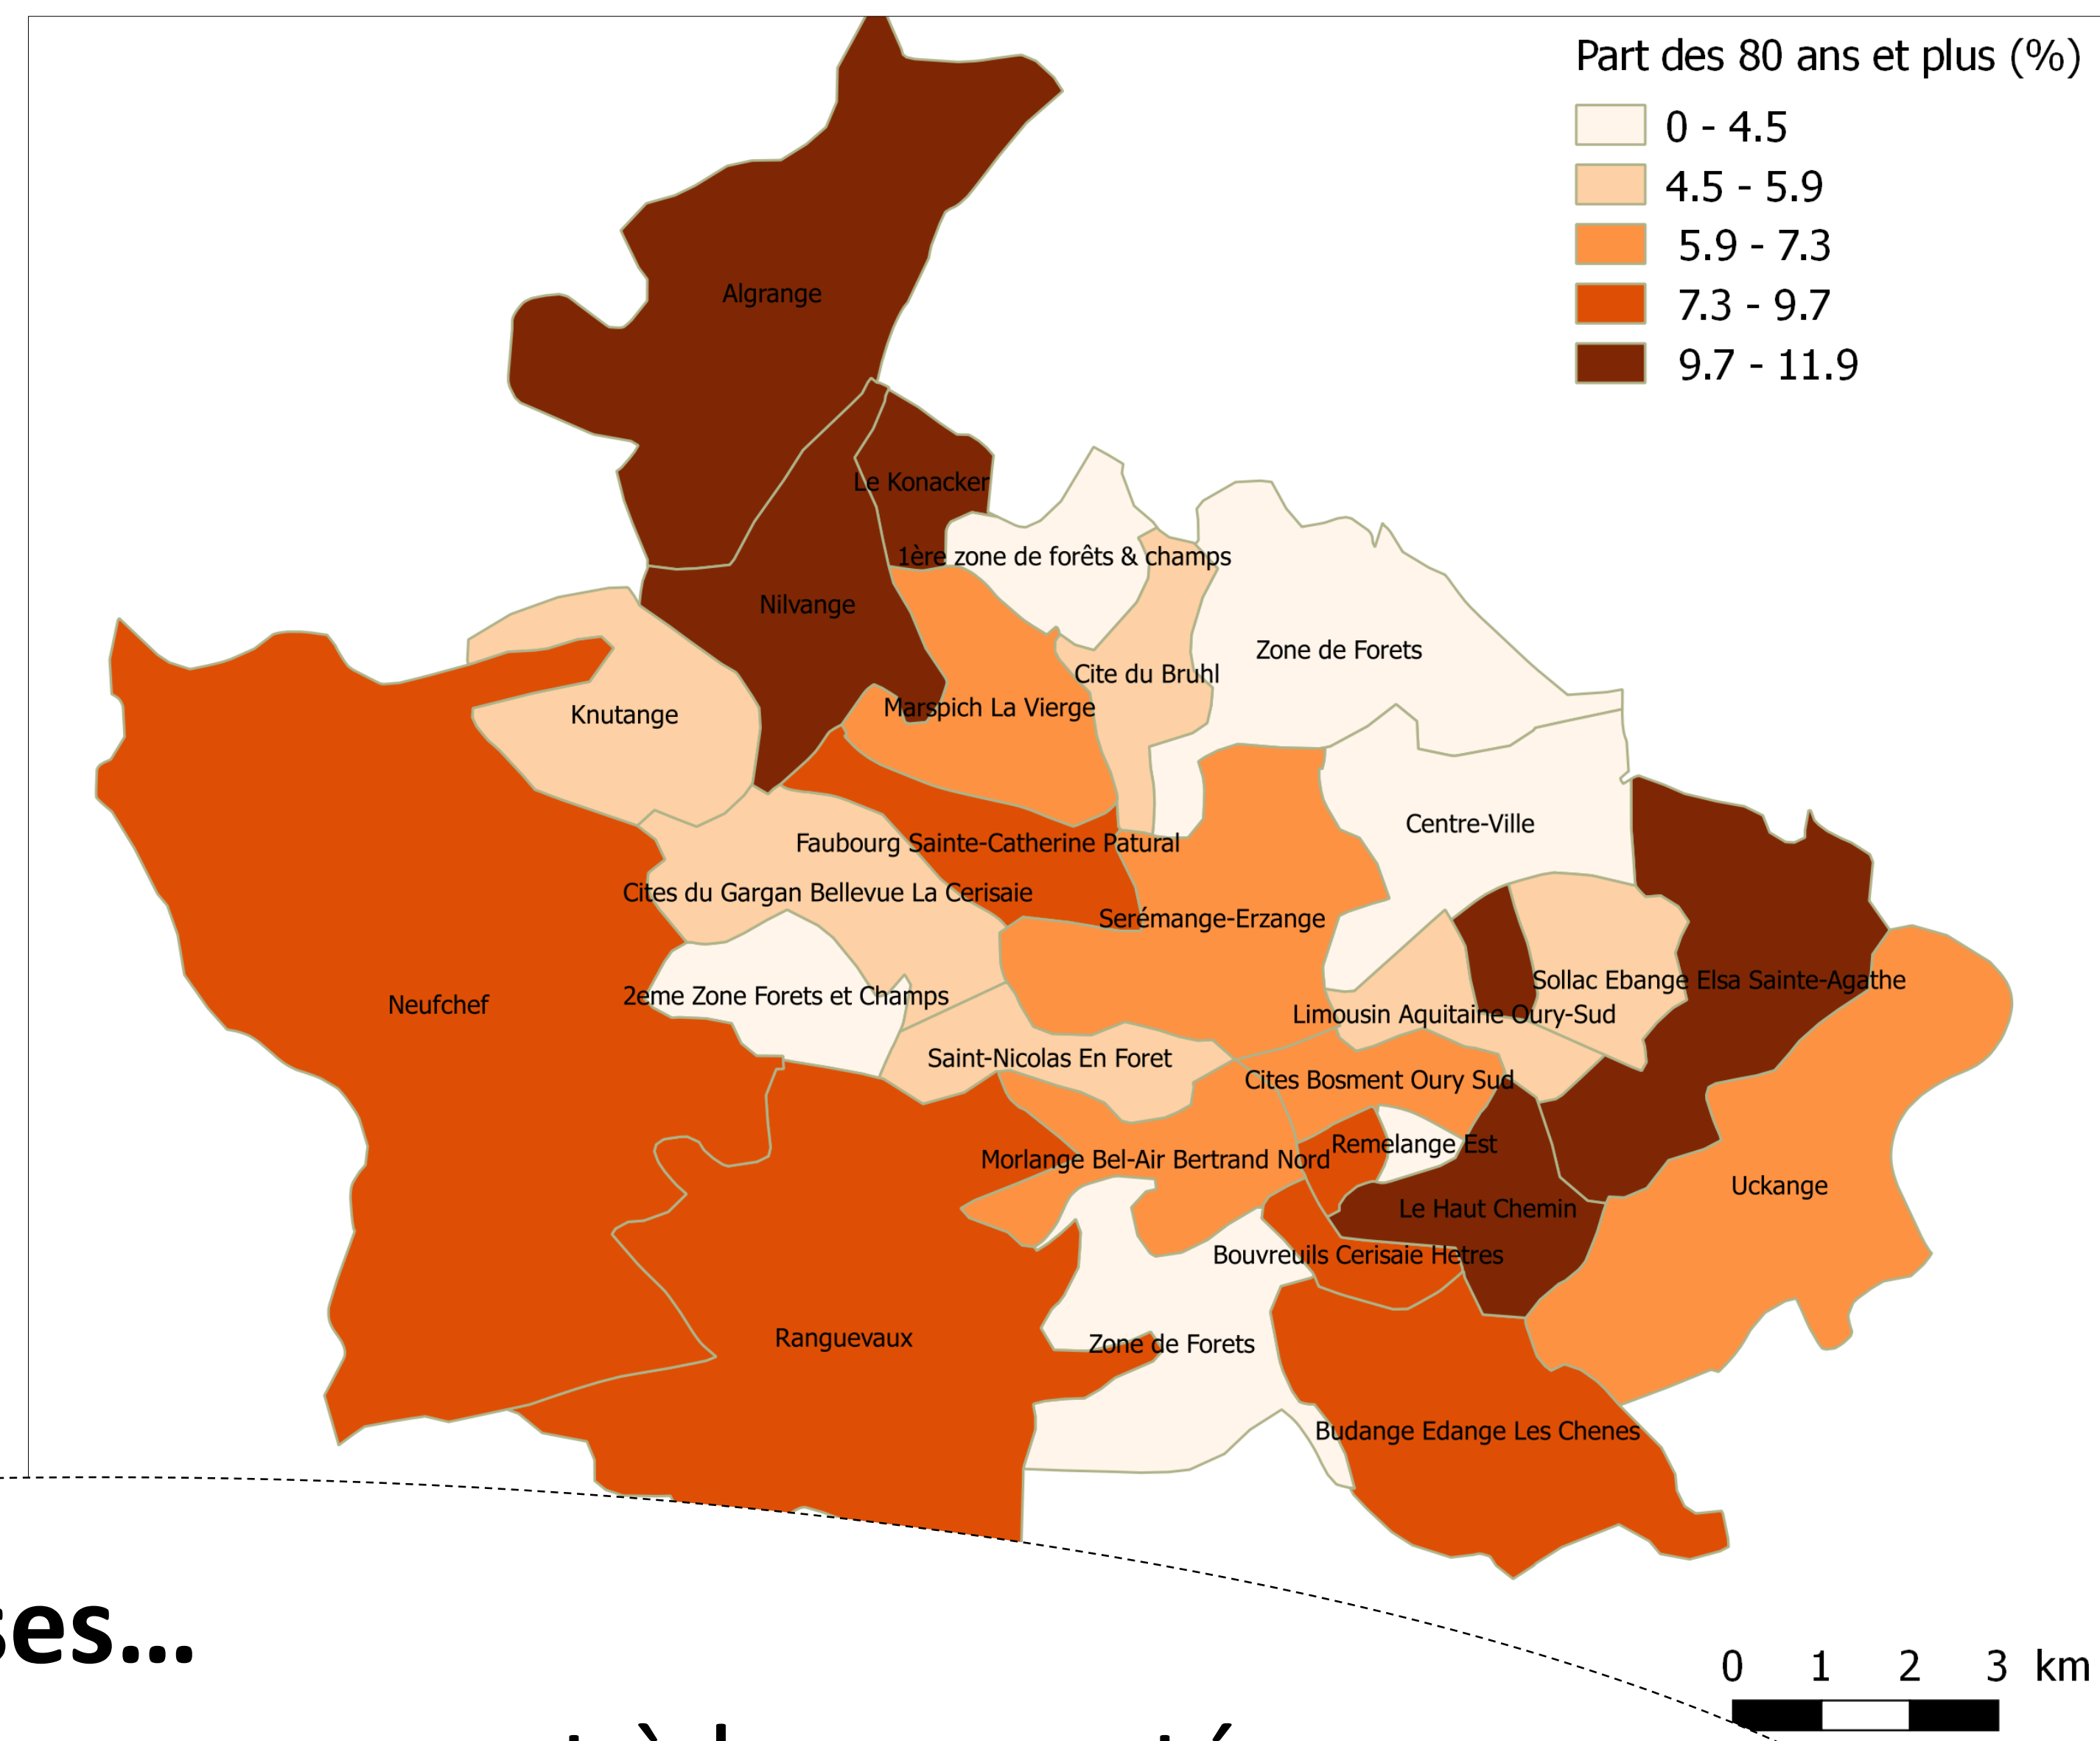 Part des 80 ans et plus (%)
0 - 4.5
4.5 - 5.9
5.9 - 7.3
7.3 - 9.7
9.7 - 11.9
Algrange
Le Konacker
1ère zone de forêts & champs
Nilvange
Zone de Forets
Cite du Bruhl
Marspich La Vierge
Knutange
Centre-Ville
Faubourg Sainte-Catherine Patural
Cites du Gargan Bellevue La Cerisaie
Serémange-Erzange
Sollac Ebange Elsa Sainte-Agathe
2eme Zone Forets et Champs
Neufchef
Limousin Aquitaine Oury-Sud
Saint-Nicolas En Foret
Cites Bosment Oury Sud
Remelange Est
Morlange Bel-Air Bertrand Nord
Uckange
Le Haut Chemin
Bouvreuils Cerisaie Hetres
Ranguevaux
Zone de Forets
Budange Edange Les Chenes
ses...
0 1 2 3 km